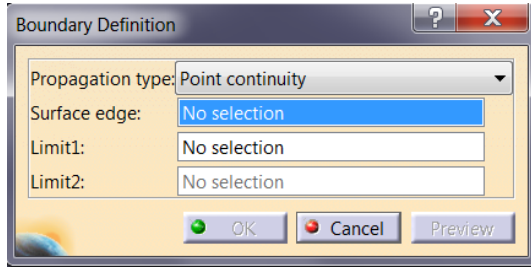 Boundary Definition
?
X
Propagation type: Point continuity
Surface edge: No selection
Limit1: No selection
Limit2: No selection
OK Cancel Preview